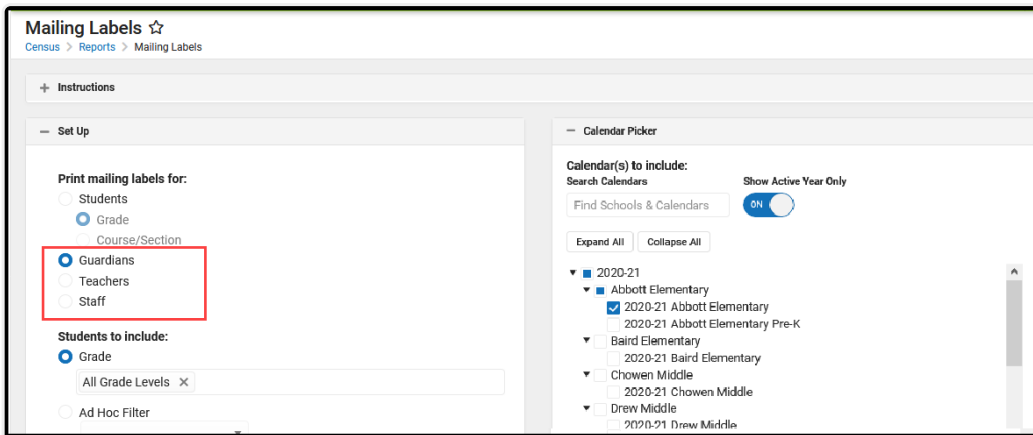 Mailing Labels
Census > Reports > Mailing Labels
Instructions
Set Up
Print mailing labels for:
Students
Grade
Course/Section
Guardians
Teachers
Staff
Students to include:
Grade
All Grade Levels ×
Ad Hoc Filter
Calendar Picker
Calendar(s) to include:
Search Calendars
Show Active Year Only
Find Schools & Calendars
ON
Expand All
Collapse All
2020-21
Abbott Elementary
2020-21 Abbott Elementary
2020-21 Abbott Elementary Pre-K
Baird Elementary
2020-21 Baird Elementary
Chowen Middle
2020-21 Chowen Middle
Drew Middle
2020-21 Drew Middle